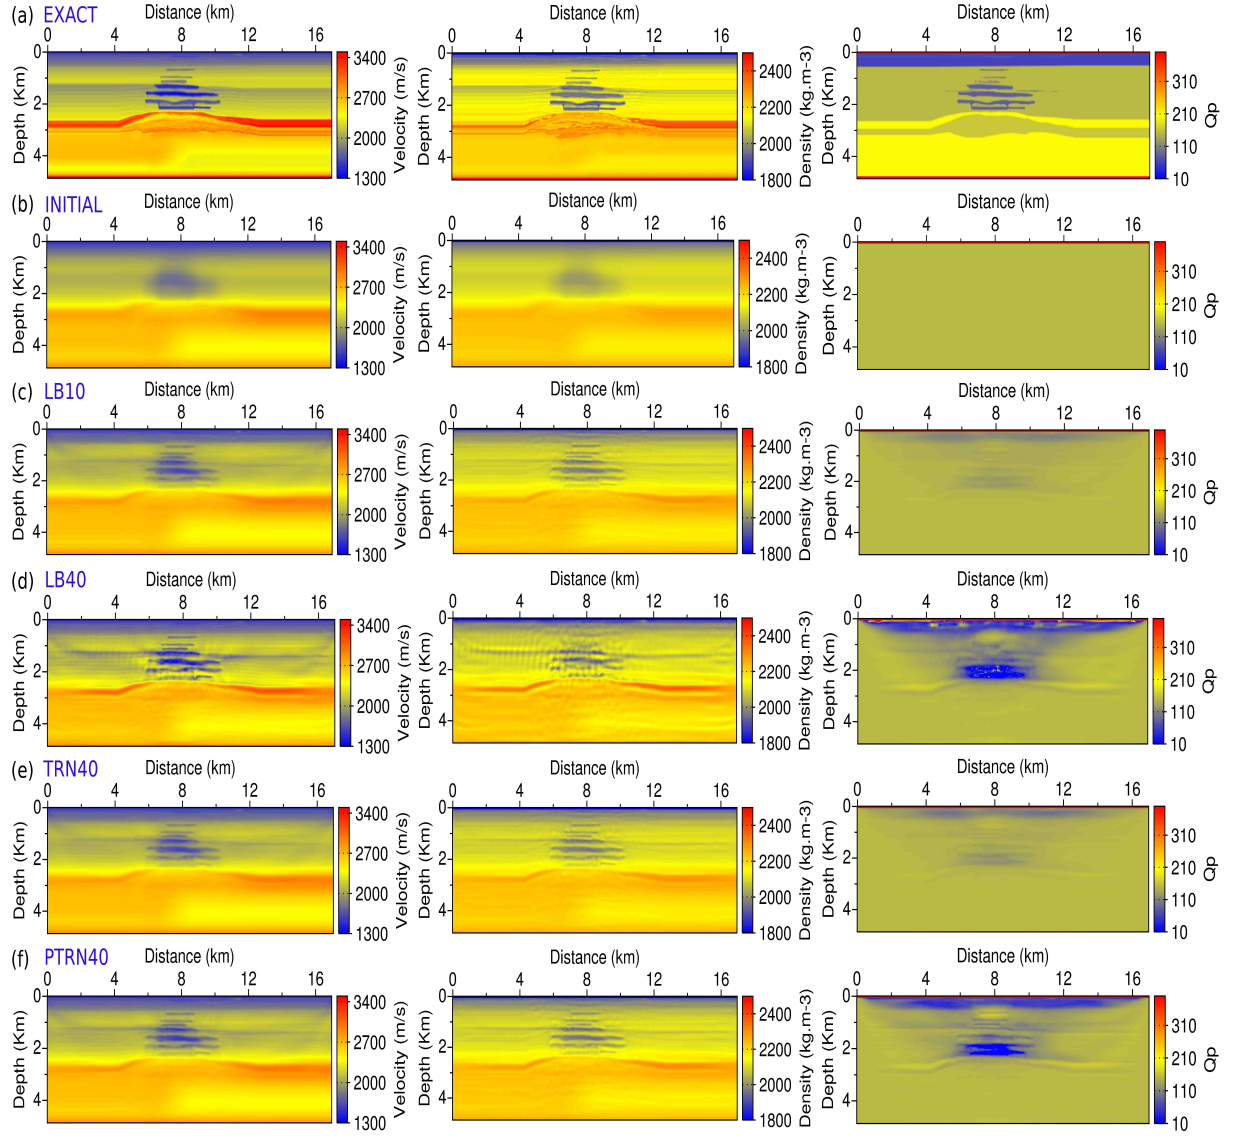 (a) EXACT
Distance (km) Distance (km) Distance (km)
0 4 8 12 16 0 4 8 12 16 0 4 8 12 16
Depth (Km) 0 2 4 Velocity (m/s) 3400 2700 2000 1300
Depth (Km) 0 2 4 Density (kg.m-3) 2400 2200 2000 1800
Depth (Km) 0 2 4 Qp 310 210 110 10
(b) INITIAL
Distance (km) Distance (km) Distance (km)
0 4 8 12 16 0 4 8 12 16 0 4 8 12 16
Depth (Km) 0 2 4 Velocity (m/s) 3400 2700 2000 1300
Depth (Km) 0 2 4 Density (kg.m-3) 2400 2200 2000 1800
Depth (Km) 0 2 4 Qp 310 210 110 10
(c) LB10
Distance (km) Distance (km) Distance (km)
0 4 8 12 16 0 4 8 12 16 0 4 8 12 16
Depth (Km) 0 2 4 Velocity (m/s) 3400 2700 2000 1300
Depth (Km) 0 2 4 Density (kg.m-3) 2400 2200 2000 1800
Depth (Km) 0 2 4 Qp 310 210 110 10
(d) LB40
Distance (km) Distance (km) Distance (km)
0 4 8 12 16 0 4 8 12 16 0 4 8 12 16
Depth (Km) 0 2 4 Velocity (m/s) 3400 2700 2000 1300
Depth (Km) 0 2 4 Density (kg.m-3) 2400 2200 2000 1800
Depth (Km) 0 2 4 Qp 310 210 110 10
(e) TRN40
Distance (km) Distance (km) Distance (km)
0 4 8 12 16 0 4 8 12 16 0 4 8 12 16
Depth (Km) 0 2 4 Velocity (m/s) 3400 2700 2000 1300
Depth (Km) 0 2 4 Density (kg.m-3) 2400 2200 2000 1800
Depth (Km) 0 2 4 Qp 310 210 110 10
(f) PTRN40
Distance (km) Distance (km) Distance (km)
0 4 8 12 16 0 4 8 12 16 0 4 8 12 16
Depth (Km) 0 2 4 Velocity (m/s) 3400 2700 2000 1300
Depth (Km) 0 2 4 Density (kg.m-3) 2400 2200 2000 1800
Depth (Km) 0 2 4 Qp 310 210 110 10